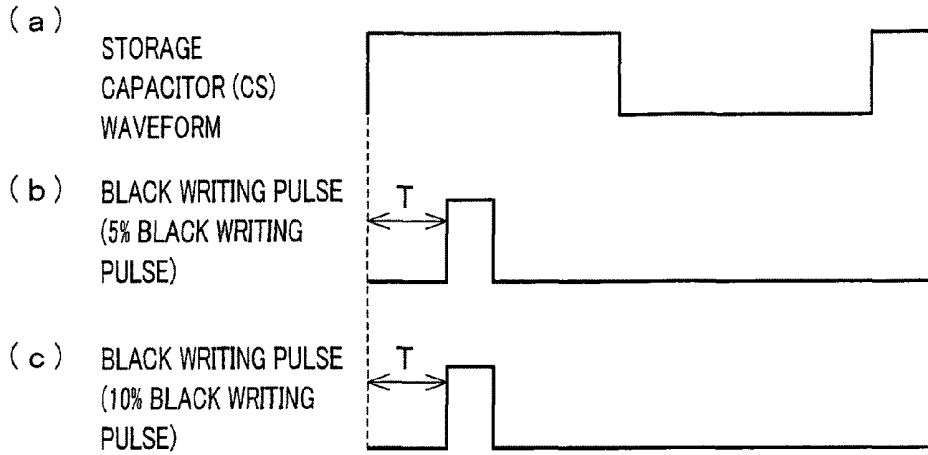 (a)
STORAGE
CAPACITOR (CS)
WAVEFORM
(b) BLACK WRITING PULSE
(5% BLACK WRITING
PULSE)
T
(c) BLACK WRITING PULSE
(10% BLACK WRITING
PULSE)
T